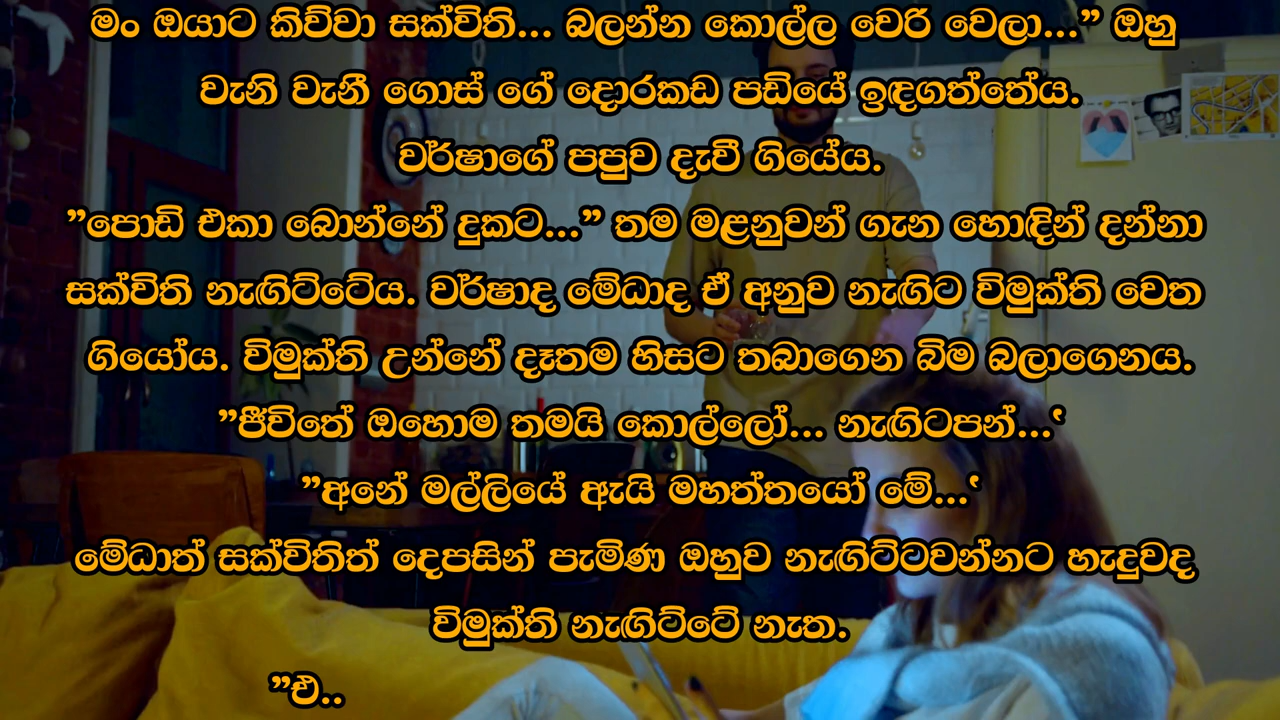 මං ඔයාට කිව්වා සක්විති... බලන්න කොල්ල වෙරි වෙලා...” ඔහු
වැනි වැනී ගොස් ගේ දොරකඩ පඩියේ ඉඳගත්තේය.
වර්ෂාගේ පපුව දැවී ගියේය.
”පොඩි එකා බොන්නේ දුකට...” තම මළනුවන් ගැන හොඳින් දන්නා
සක්විති නැඟිට්ටේය. වර්ෂාද මේධාද ඒ අනුව නැඟිට විමුක්ති වෙත
ගියෝය. විමුක්ති උන්නේ දෑතම හිසට තබාගෙන බිම බලාගෙනය.
”ජීවිතේ ඔහොම තමයි කොල්ලෝ... නැඟිටපන්...‛
”අනේ මල්ලියේ ඇයි මහත්තයෝ මේ...‛
මේධාත් සක්විතිත් දෙපසින් පැමිණ ඔහුව නැඟිට්ටවන්නට හැදුවද
විමුක්ති නැඟිට්ටේ නැත.
”එ..